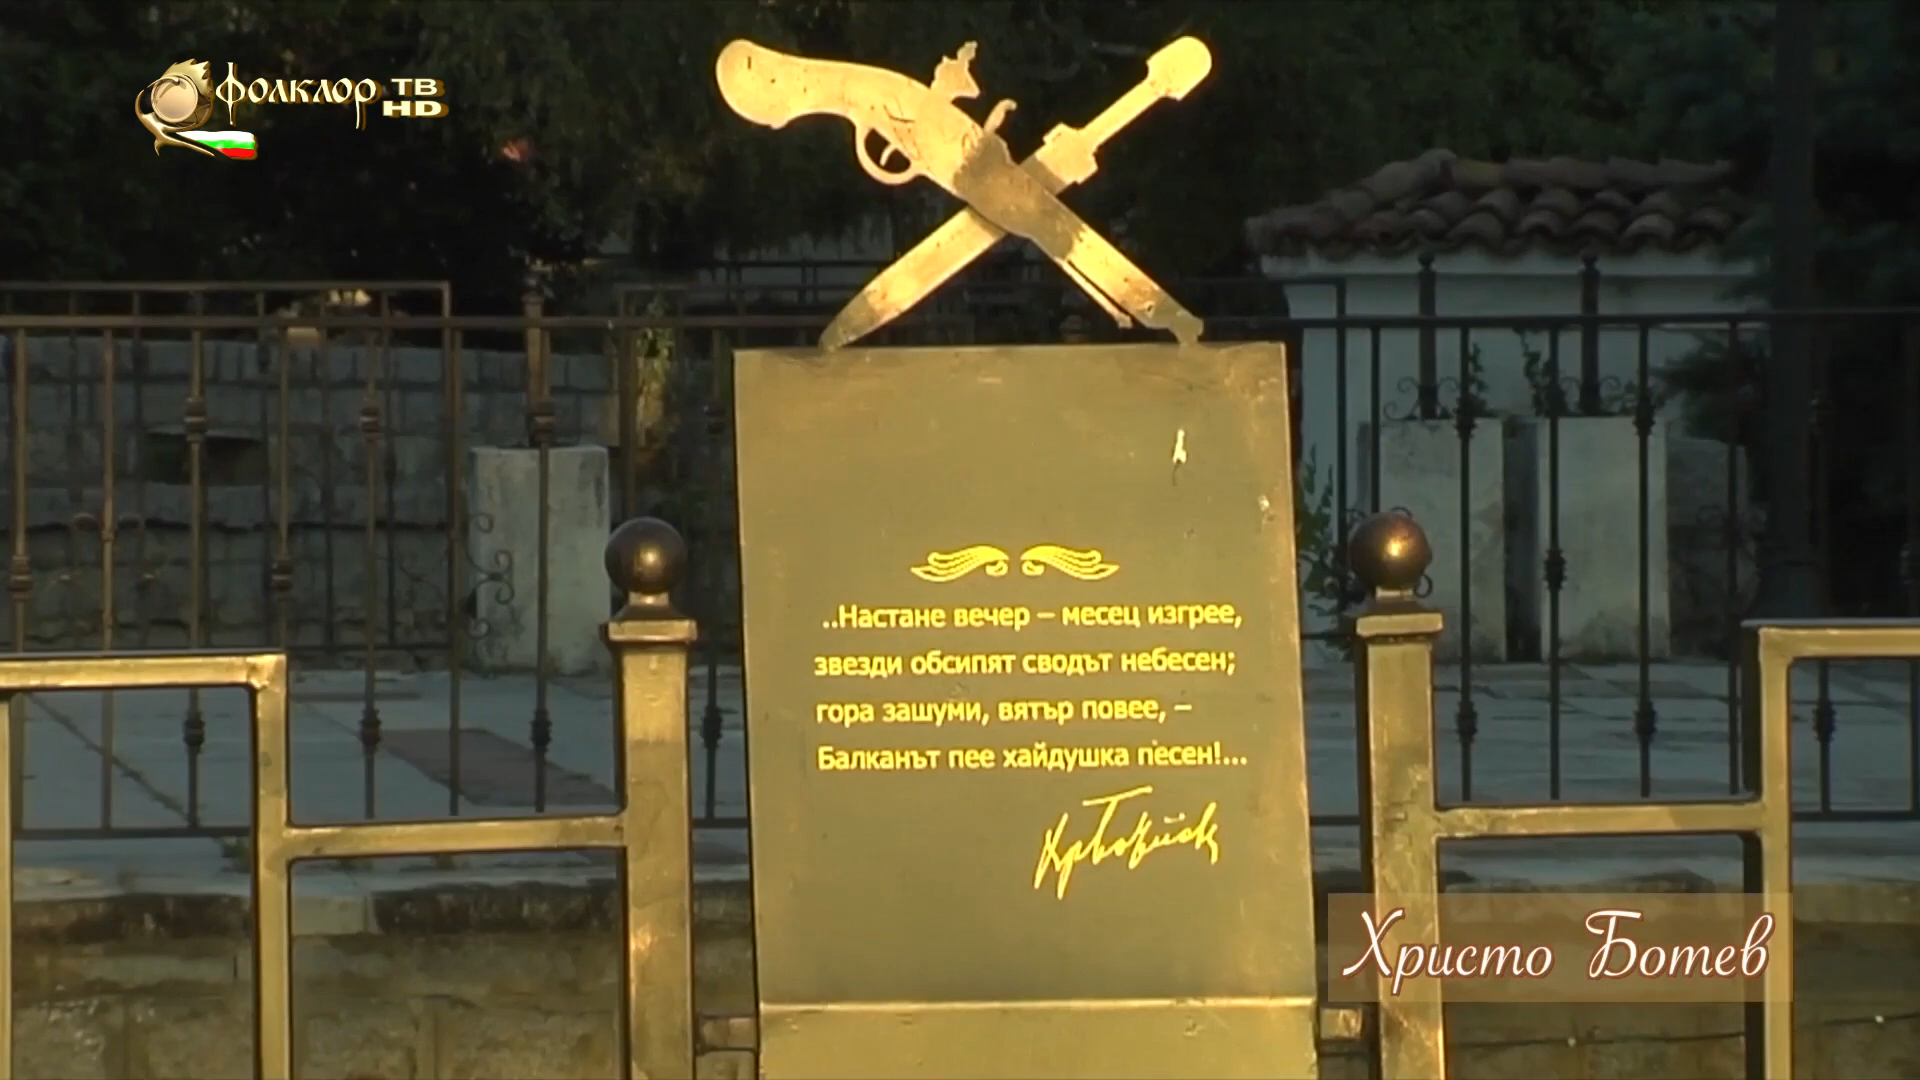 фолклор ТВ HD
..Настане вечер – месец изгрее,
звезди обсипят сводът небесен;
гора зашуми, вятър повее, –
Балканът пее хайдушка песен!...
Христо Ботев